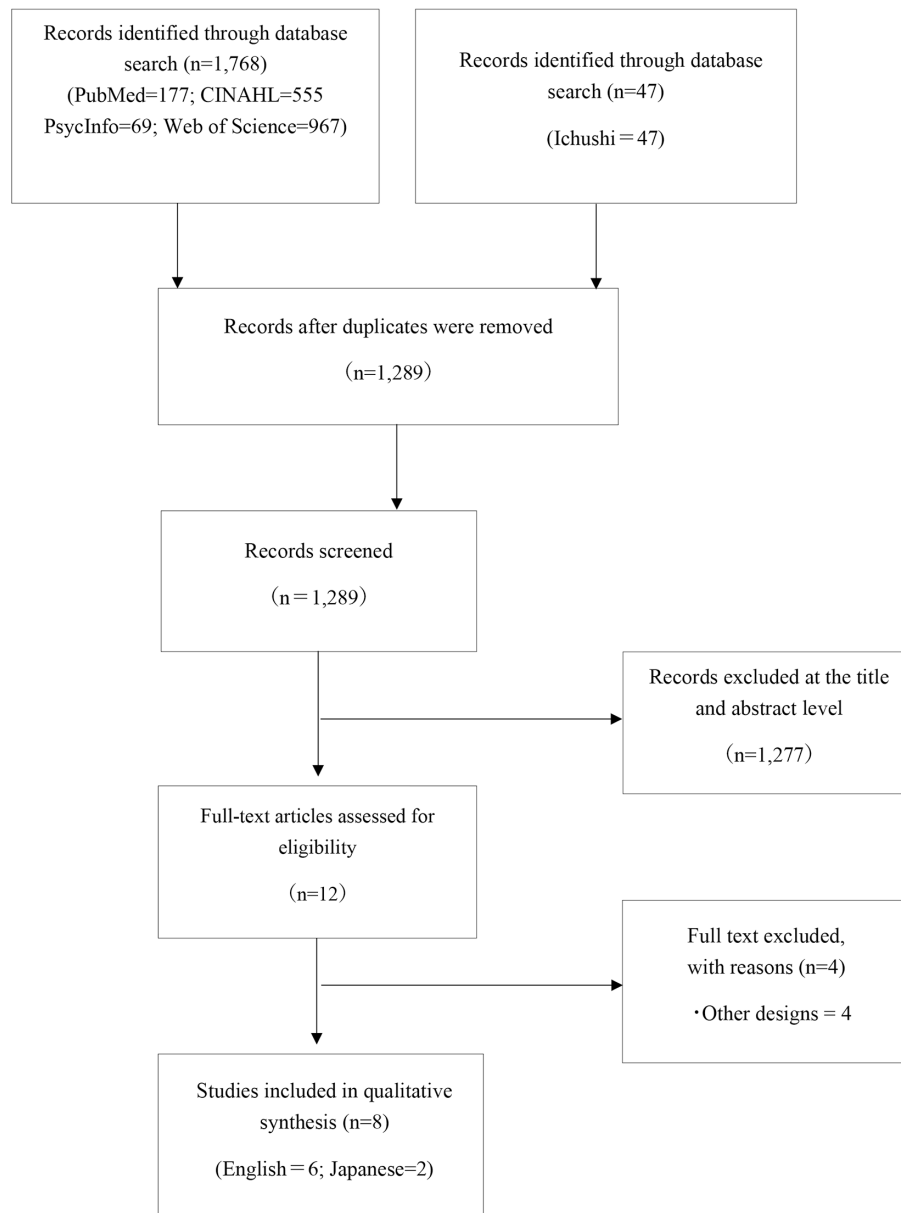 Records identified through database
search (n=1,768)
(PubMed=177; CINAHL=555
PsycInfo=69; Web of Science=967)
Records identified through database
search (n=47)
(Ichushi＝47)
Records after duplicates were removed
（n=1,289）
Records screened
（n＝1,289）
Records excluded at the title
and abstract level
（n=1,277）
Full-text articles assessed for
eligibility
（n=12）
Full text excluded,
with reasons (n=4)
・Other designs = 4
Studies included in qualitative
synthesis (n=8)
(English＝6; Japanese=2)